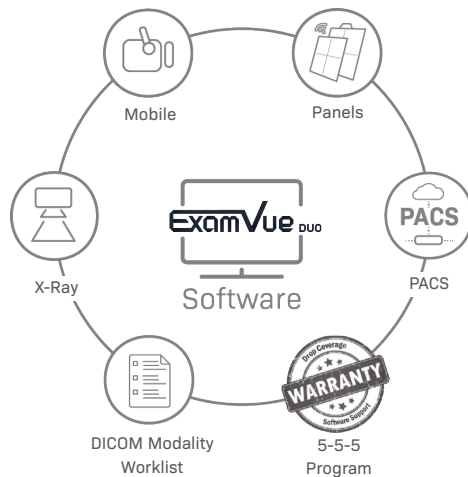 Mobile
Panels
ExamVue DUO
Software
X-Ray
PACS
PACS
DICOM Modality
Worklist
Drop Coverage
WARRANTY
Software Support
5-5-5
Program